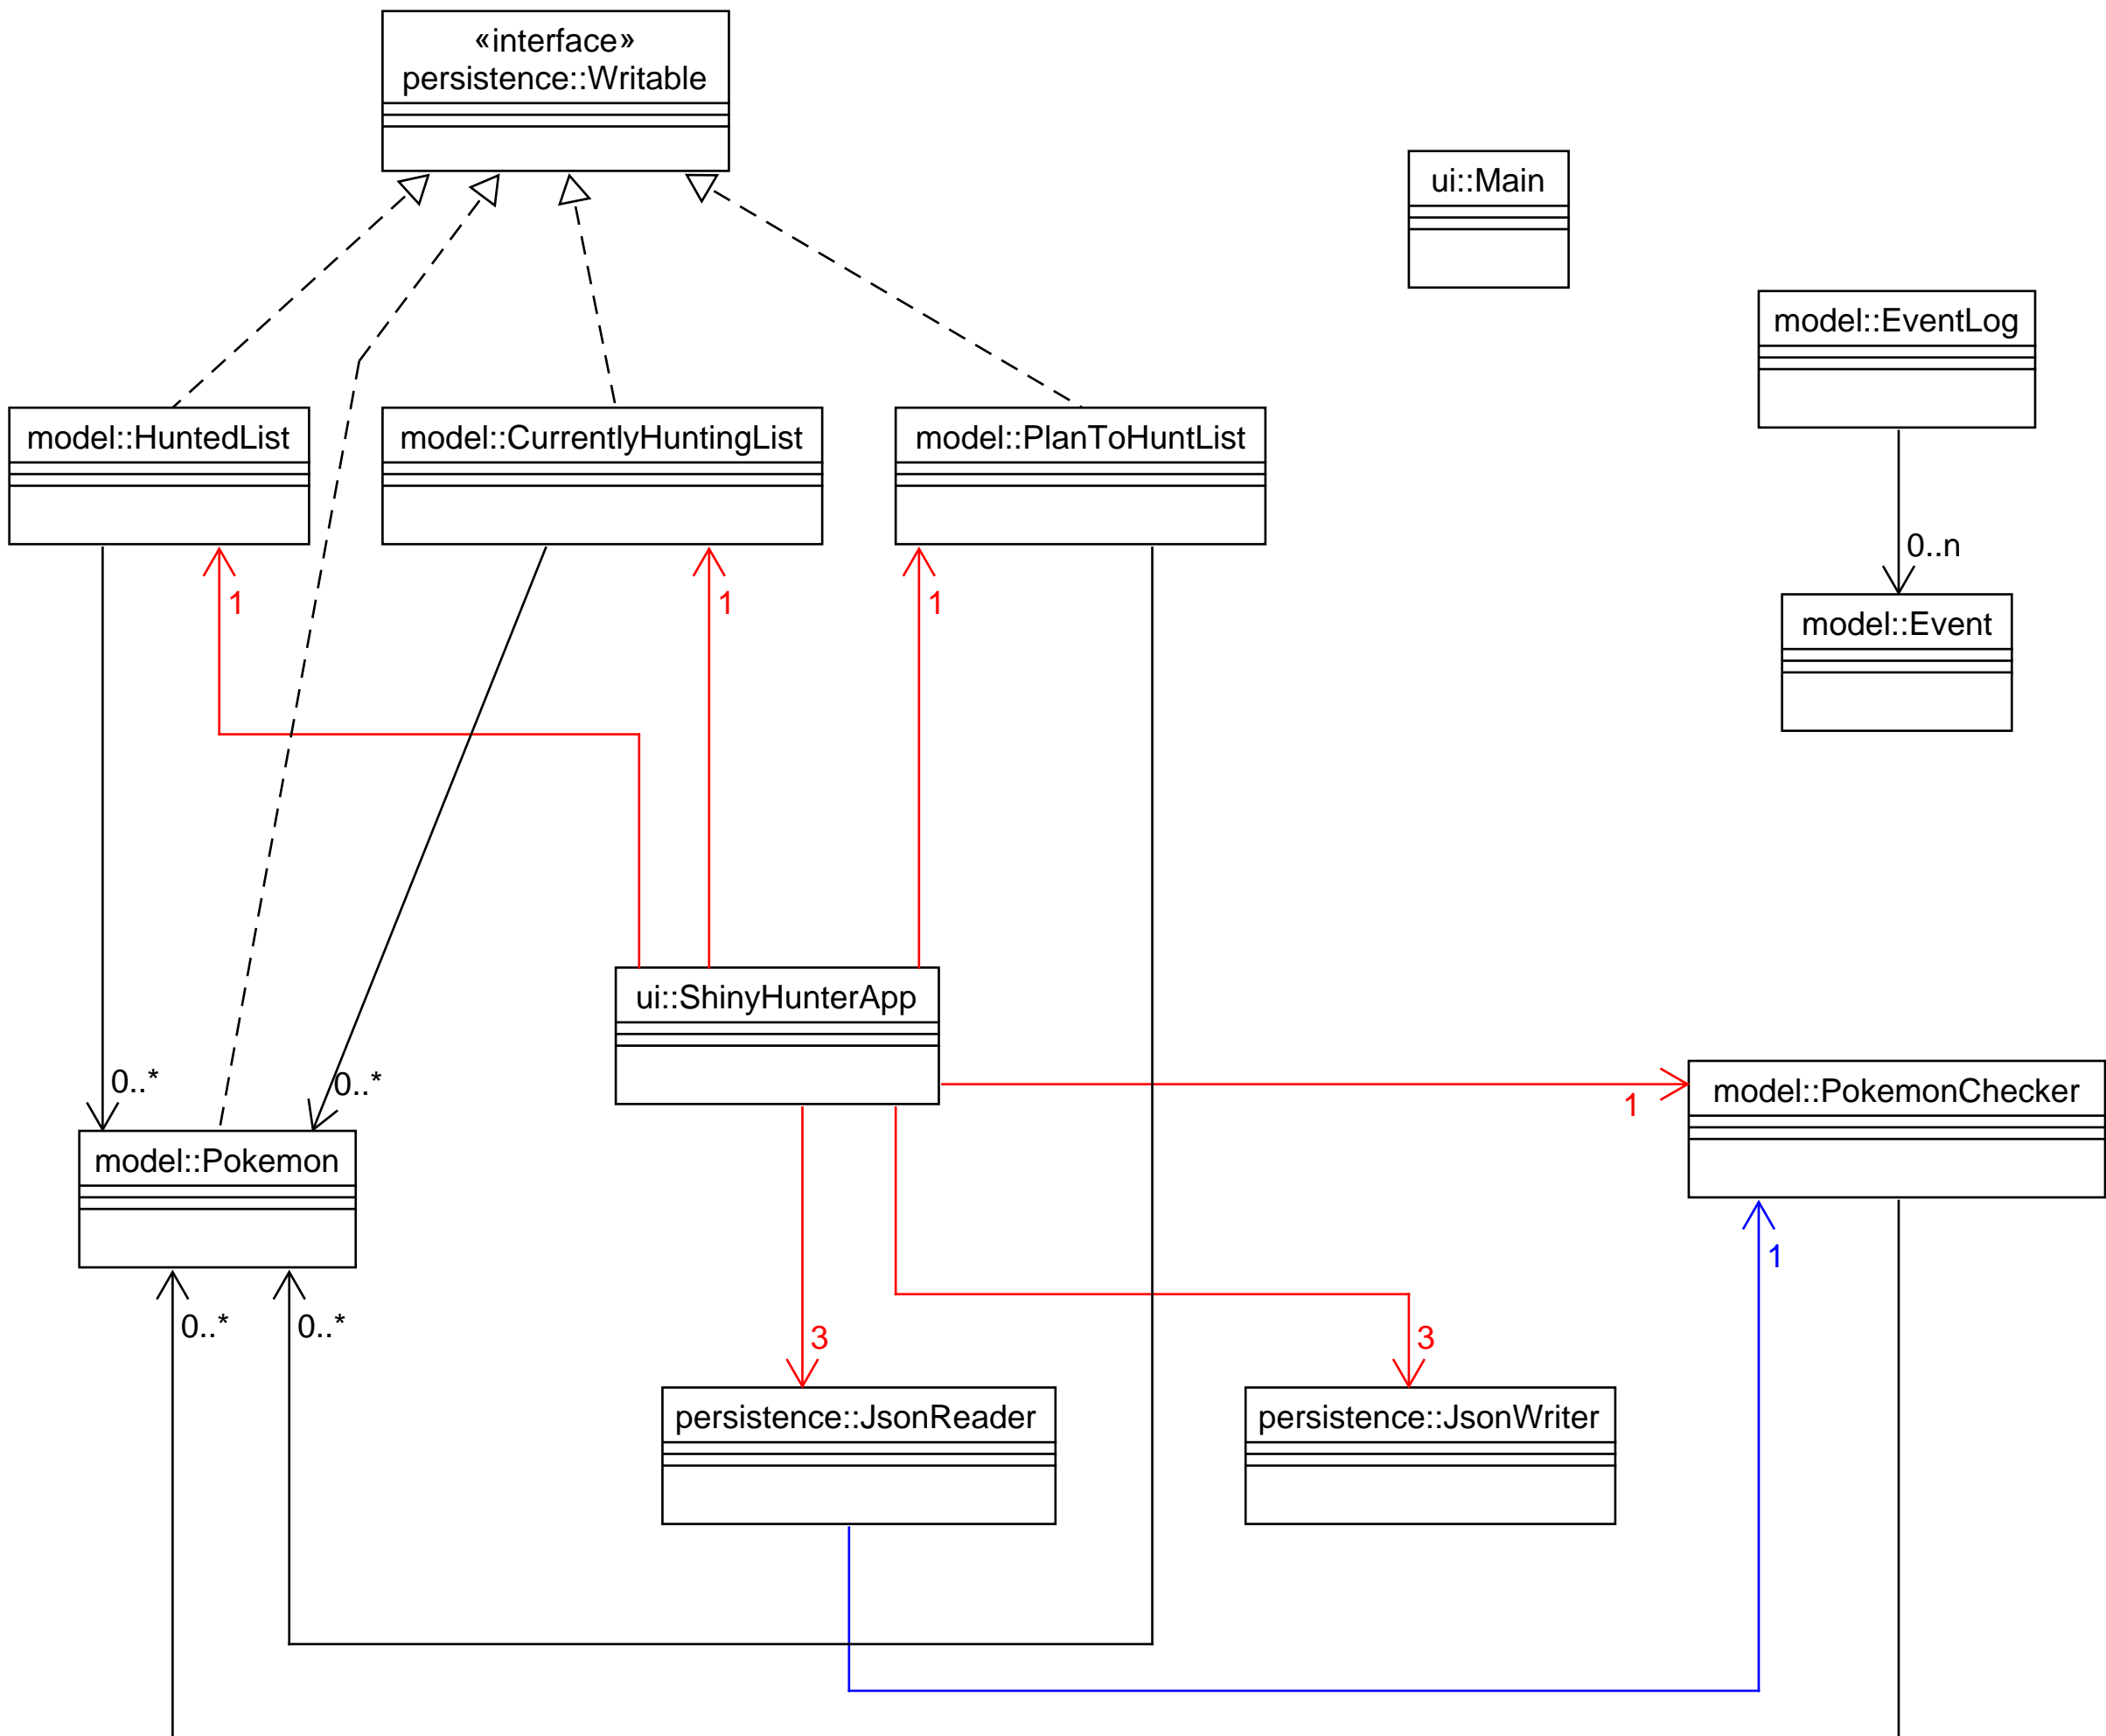 «interface»
persistence::Writable
ui::Main
model::EventLog
model::HuntedList
model::CurrentlyHuntingList
model::PlanToHuntList
0..n
1
1
1
model::Event
ui::ShinyHunterApp
0..*
0..*
1
model::PokemonChecker
model::Pokemon
1
0..*
0..*
3
3
persistence::JsonReader
persistence::JsonWriter